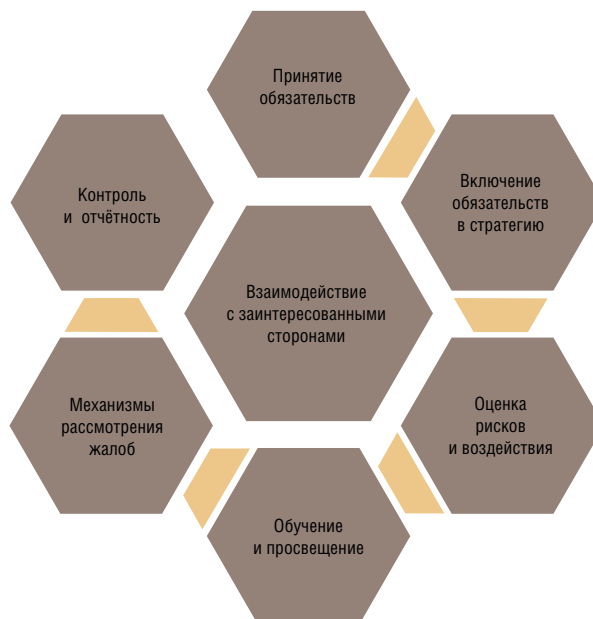 Принятие
обязательств
Включение
обязательств
в стратегию
Оценка
рисков
и воздействия
Обучение
и просвещение
Механизмы
рассмотрения
жалоб
Контроль
и отчётность
Взаимодействие
с заинтересованными
сторонами